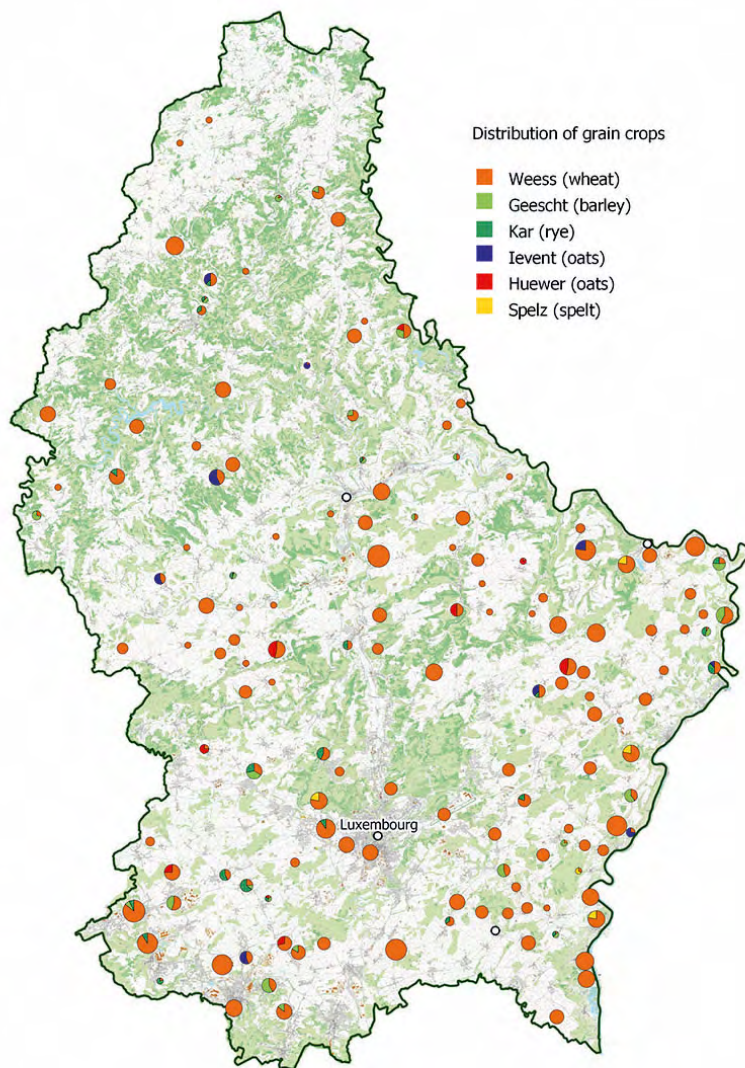 Distribution of grain crops
Weess (wheat)
Geescht (barley)
Kar (rye)
Ievent (oats)
Huewer (oats)
Spelz (spelt)
Luxembourg